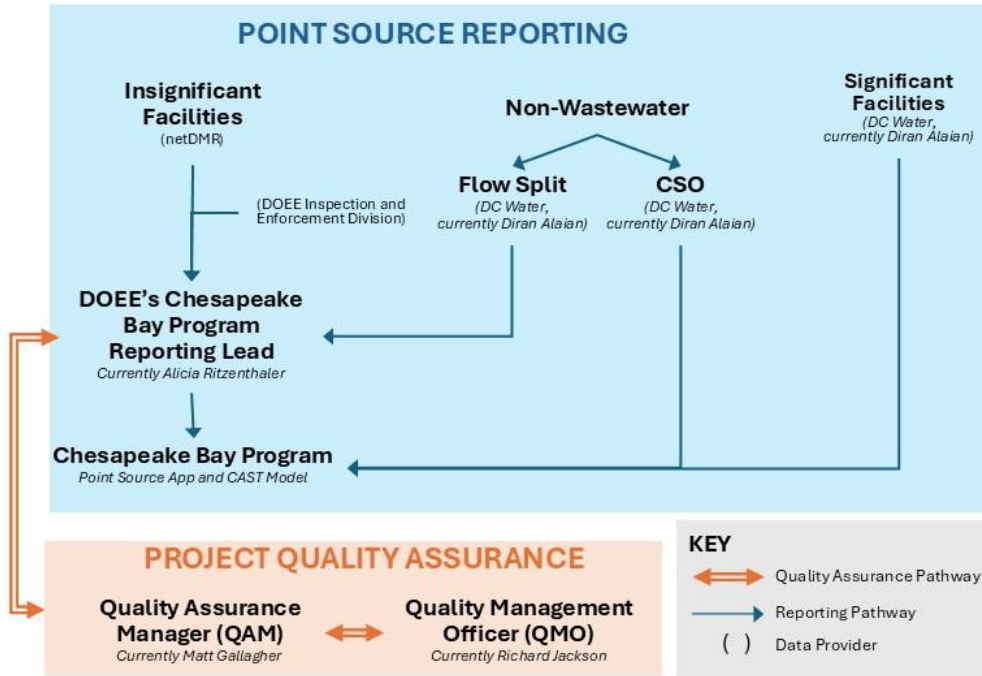 POINT SOURCE REPORTING
Insignificant
Facilities
(netDMR)
Non-Wastewater
Significant
Facilities
(DC Water,
currently Diran Alaian)
Flow Split
(DC Water,
currently Diran Alaian)
CSO
(DC Water,
currently Diran Alaian)
(DOEE Inspection and
Enforcement Division)
DOEE's Chesapeake
Bay Program
Reporting Lead
Currently Alicia Ritzenthaler
Chesapeake Bay Program
Point Source App and CAST Model
PROJECT QUALITY ASSURANCE
Quality Assurance
Manager (QAM)
Currently Matt Gallagher
Quality Management
Officer (QMO)
Currently Richard Jackson
KEY
Quality Assurance Pathway
Reporting Pathway
( ) Data Provider